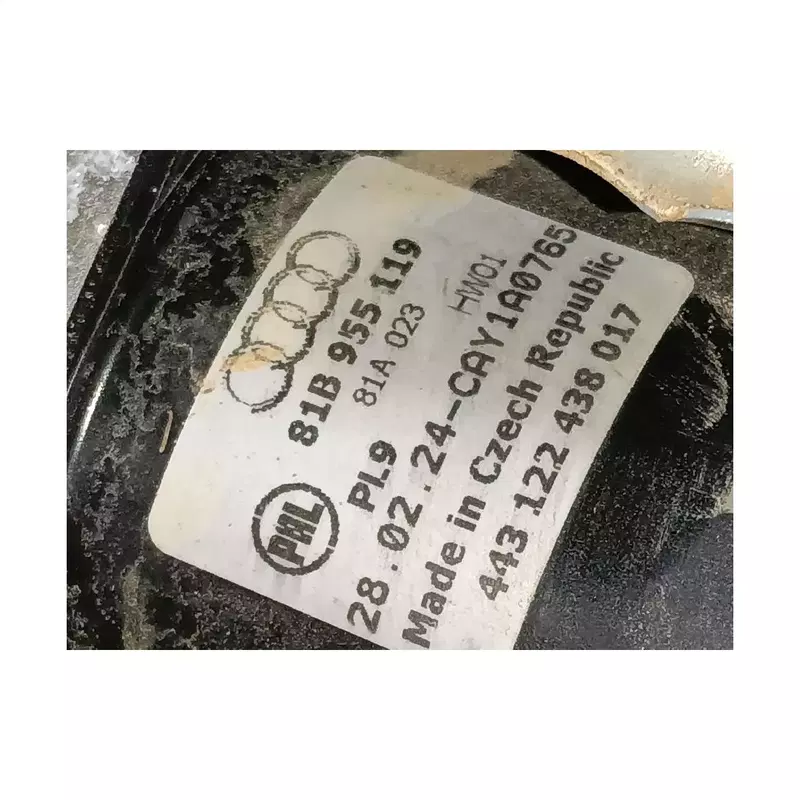 81B 955 119
81A 023
HW01
PHL
PL9
28.02.24-CAY1A0765
Made in Czech Republic
443 122 438 017